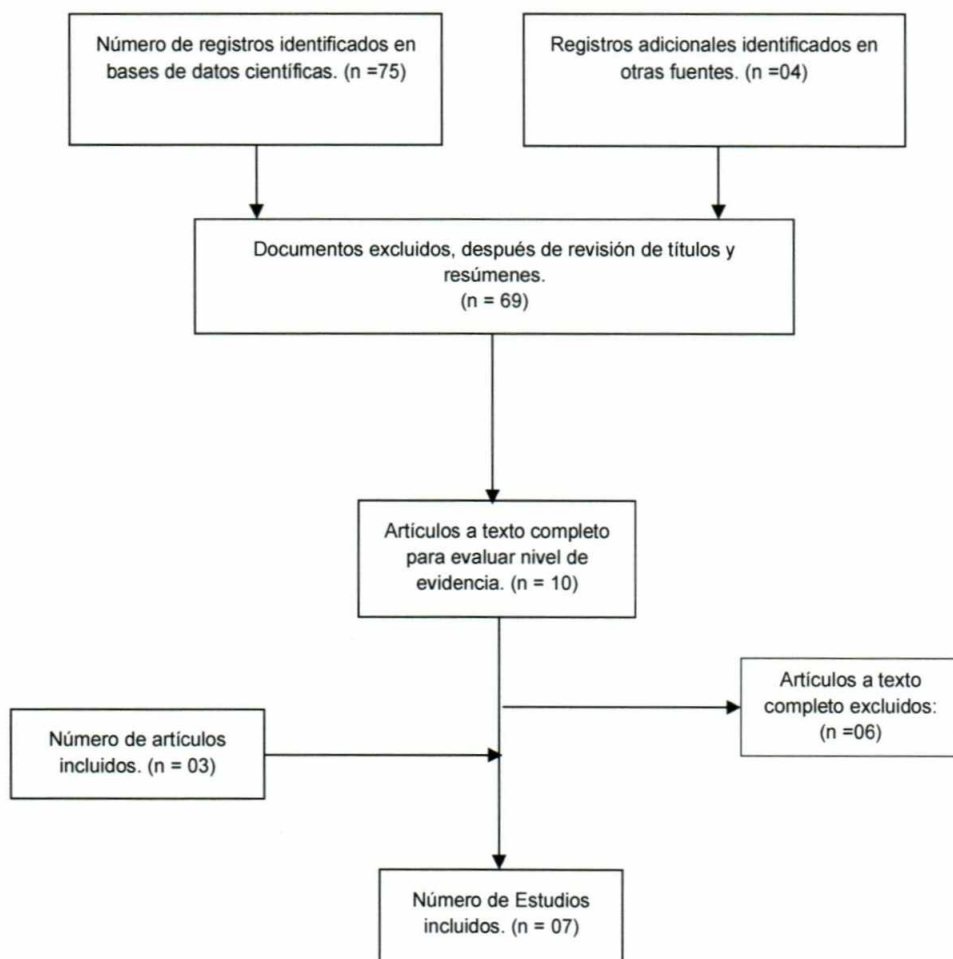 Número de registros identificados en
bases de datos científicas. (n =75)
Registros adicionales identificados en
otras fuentes. (n =04)
Documentos excluidos, después de revisión de títulos y
resúmenes.
(n = 69)
Artículos a texto completo
para evaluar nivel de
evidencia. (n = 10)
Artículos a texto
completo excluidos:
(n =06)
Número de artículos
incluidos. (n = 03)
Número de Estudios
incluidos. (n = 07)